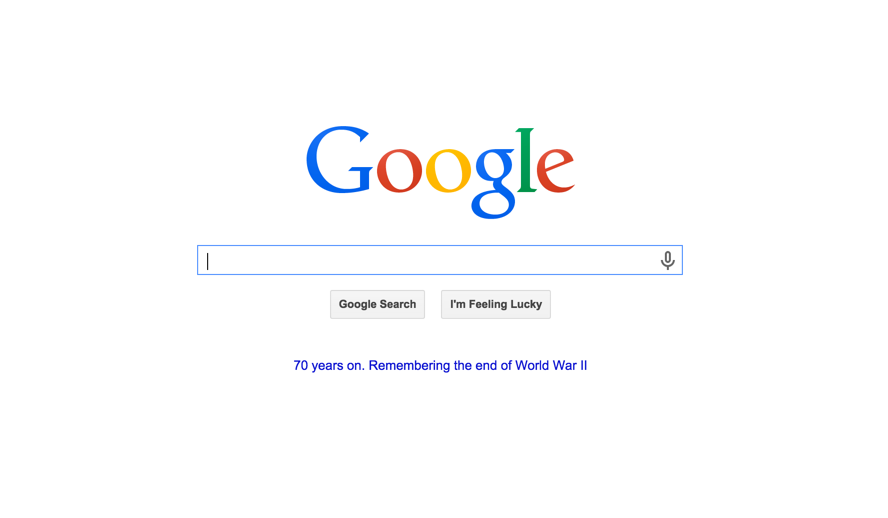 Google
Google Search
I'm Feeling Lucky
70 years on. Remembering the end of World War II